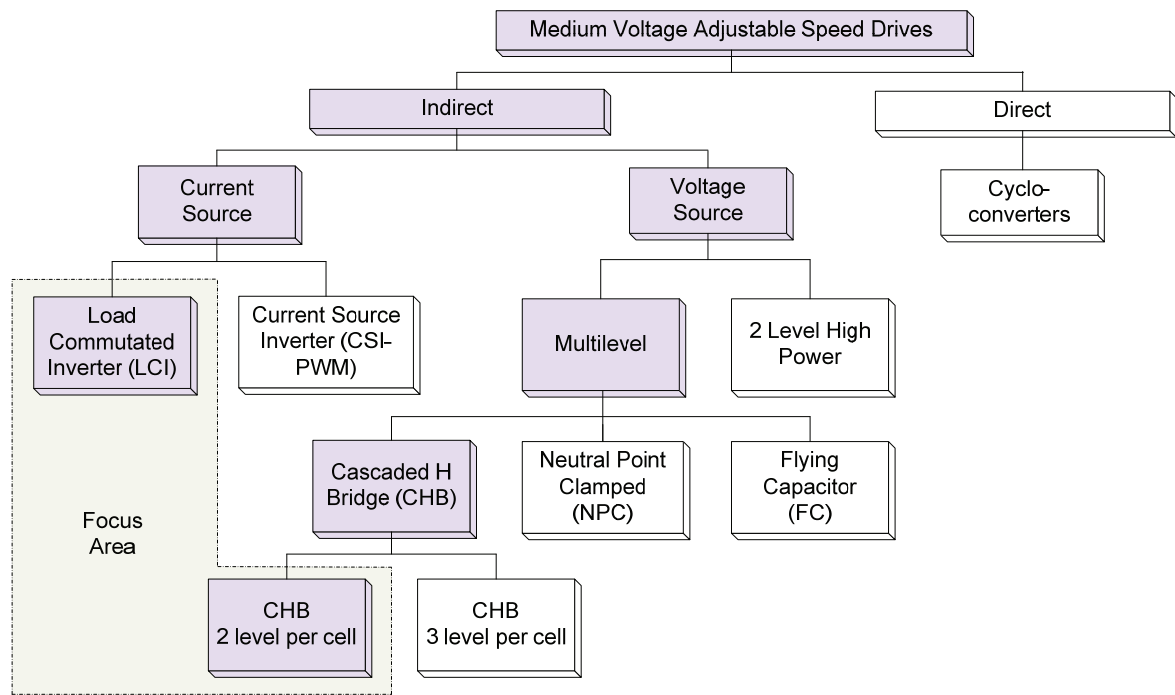 Medium Voltage Adjustable Speed Drives
Indirect
Direct
Current
Source
Voltage
Source
Cyclo-
converters
Load
Commutated
Inverter (LCI)
Current Source
Inverter (CSI-
PWM)
Multilevel
2 Level High
Power
Cascaded H
Bridge (CHB)
Neutral Point
Clamped
(NPC)
Flying
Capacitor
(FC)
Focus
Area
CHB
2 level per cell
CHB
3 level per cell